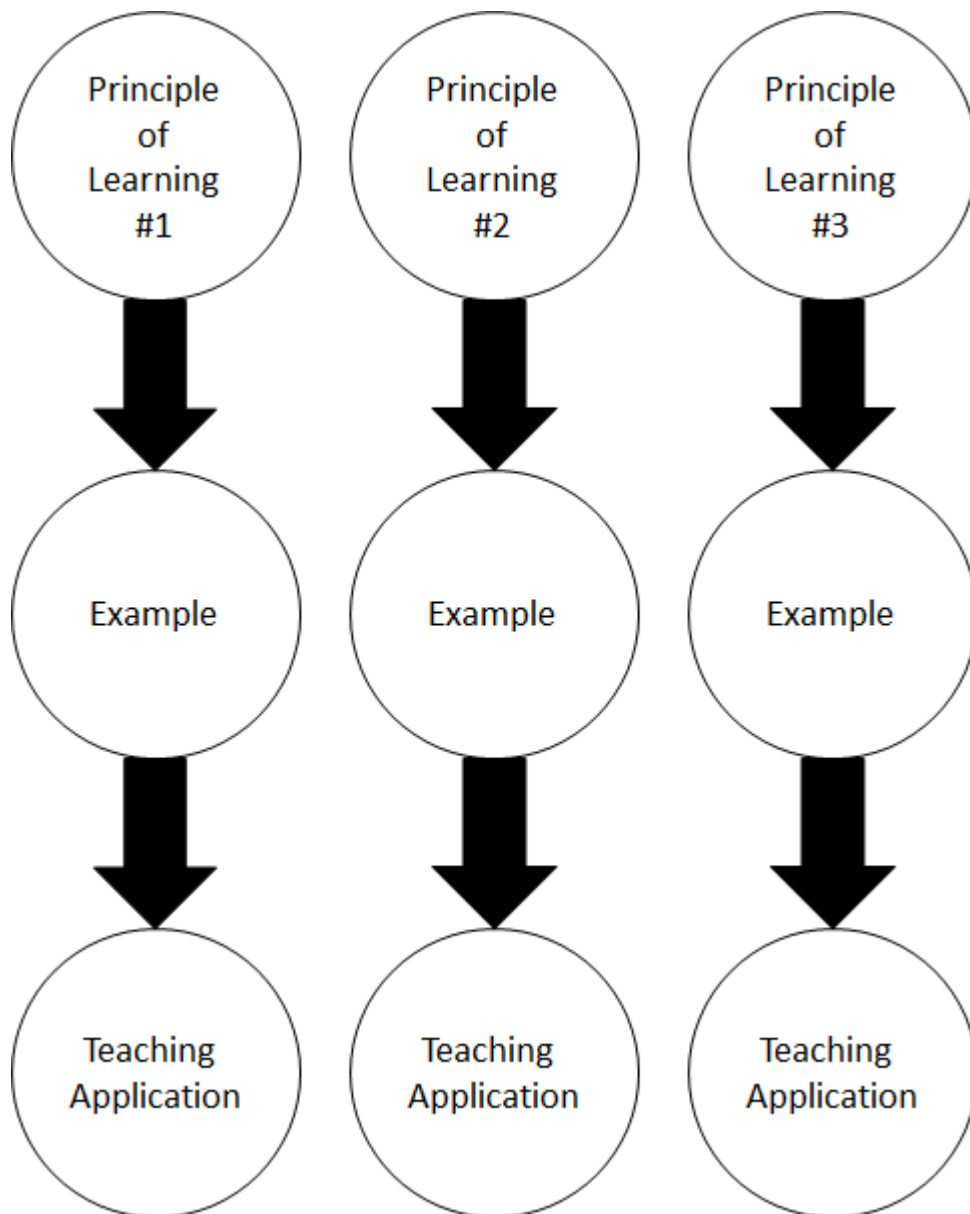 Principle
of
Learning
#1
Principle
of
Learning
#2
Principle
of
Learning
#3
Example
Example
Example
Teaching
Application
Teaching
Application
Teaching
Application